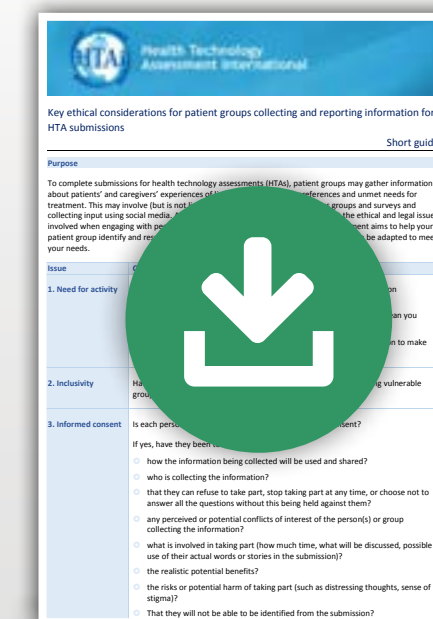 HTA
Health Technology
Assessment International
Key ethical considerations for patient groups collecting and reporting information for
HTA submissions
Short guid
Purpose
To complete submissions for health technology assessments (HTAs), patient groups may gather information
about patients' and caregivers' experiences of references and unmet needs for
treatment. This may involve (but is not groups and surveys and
collecting input using social media. the ethical and legal issue
involved when engaging with pe ent aims to help your
patient group identify and res be adapted to mee
your needs.
Issue
1. Need for activity
on
ean you
n to make
2. Inclusivity
Ha g vulnerable
grou
3. Informed consent
Is each perso sent?
If yes, have they been
how the information being collected will be used and shared?
who is collecting the information?
that they can refuse to take part, stop taking part at any time, or choose not to
answer all the questions without this being held against them?
any perceived or potential conflicts of interest of the person(s) or group
collecting the information?
what is involved in taking part (how much time, what will be discussed, possible
use of their actual words or stories in the submission)?
the realistic potential benefits?
the risks or potential harm of taking part (such as distressing thoughts, sense of
stigma)?
That they will not be able to be identified from the submission?